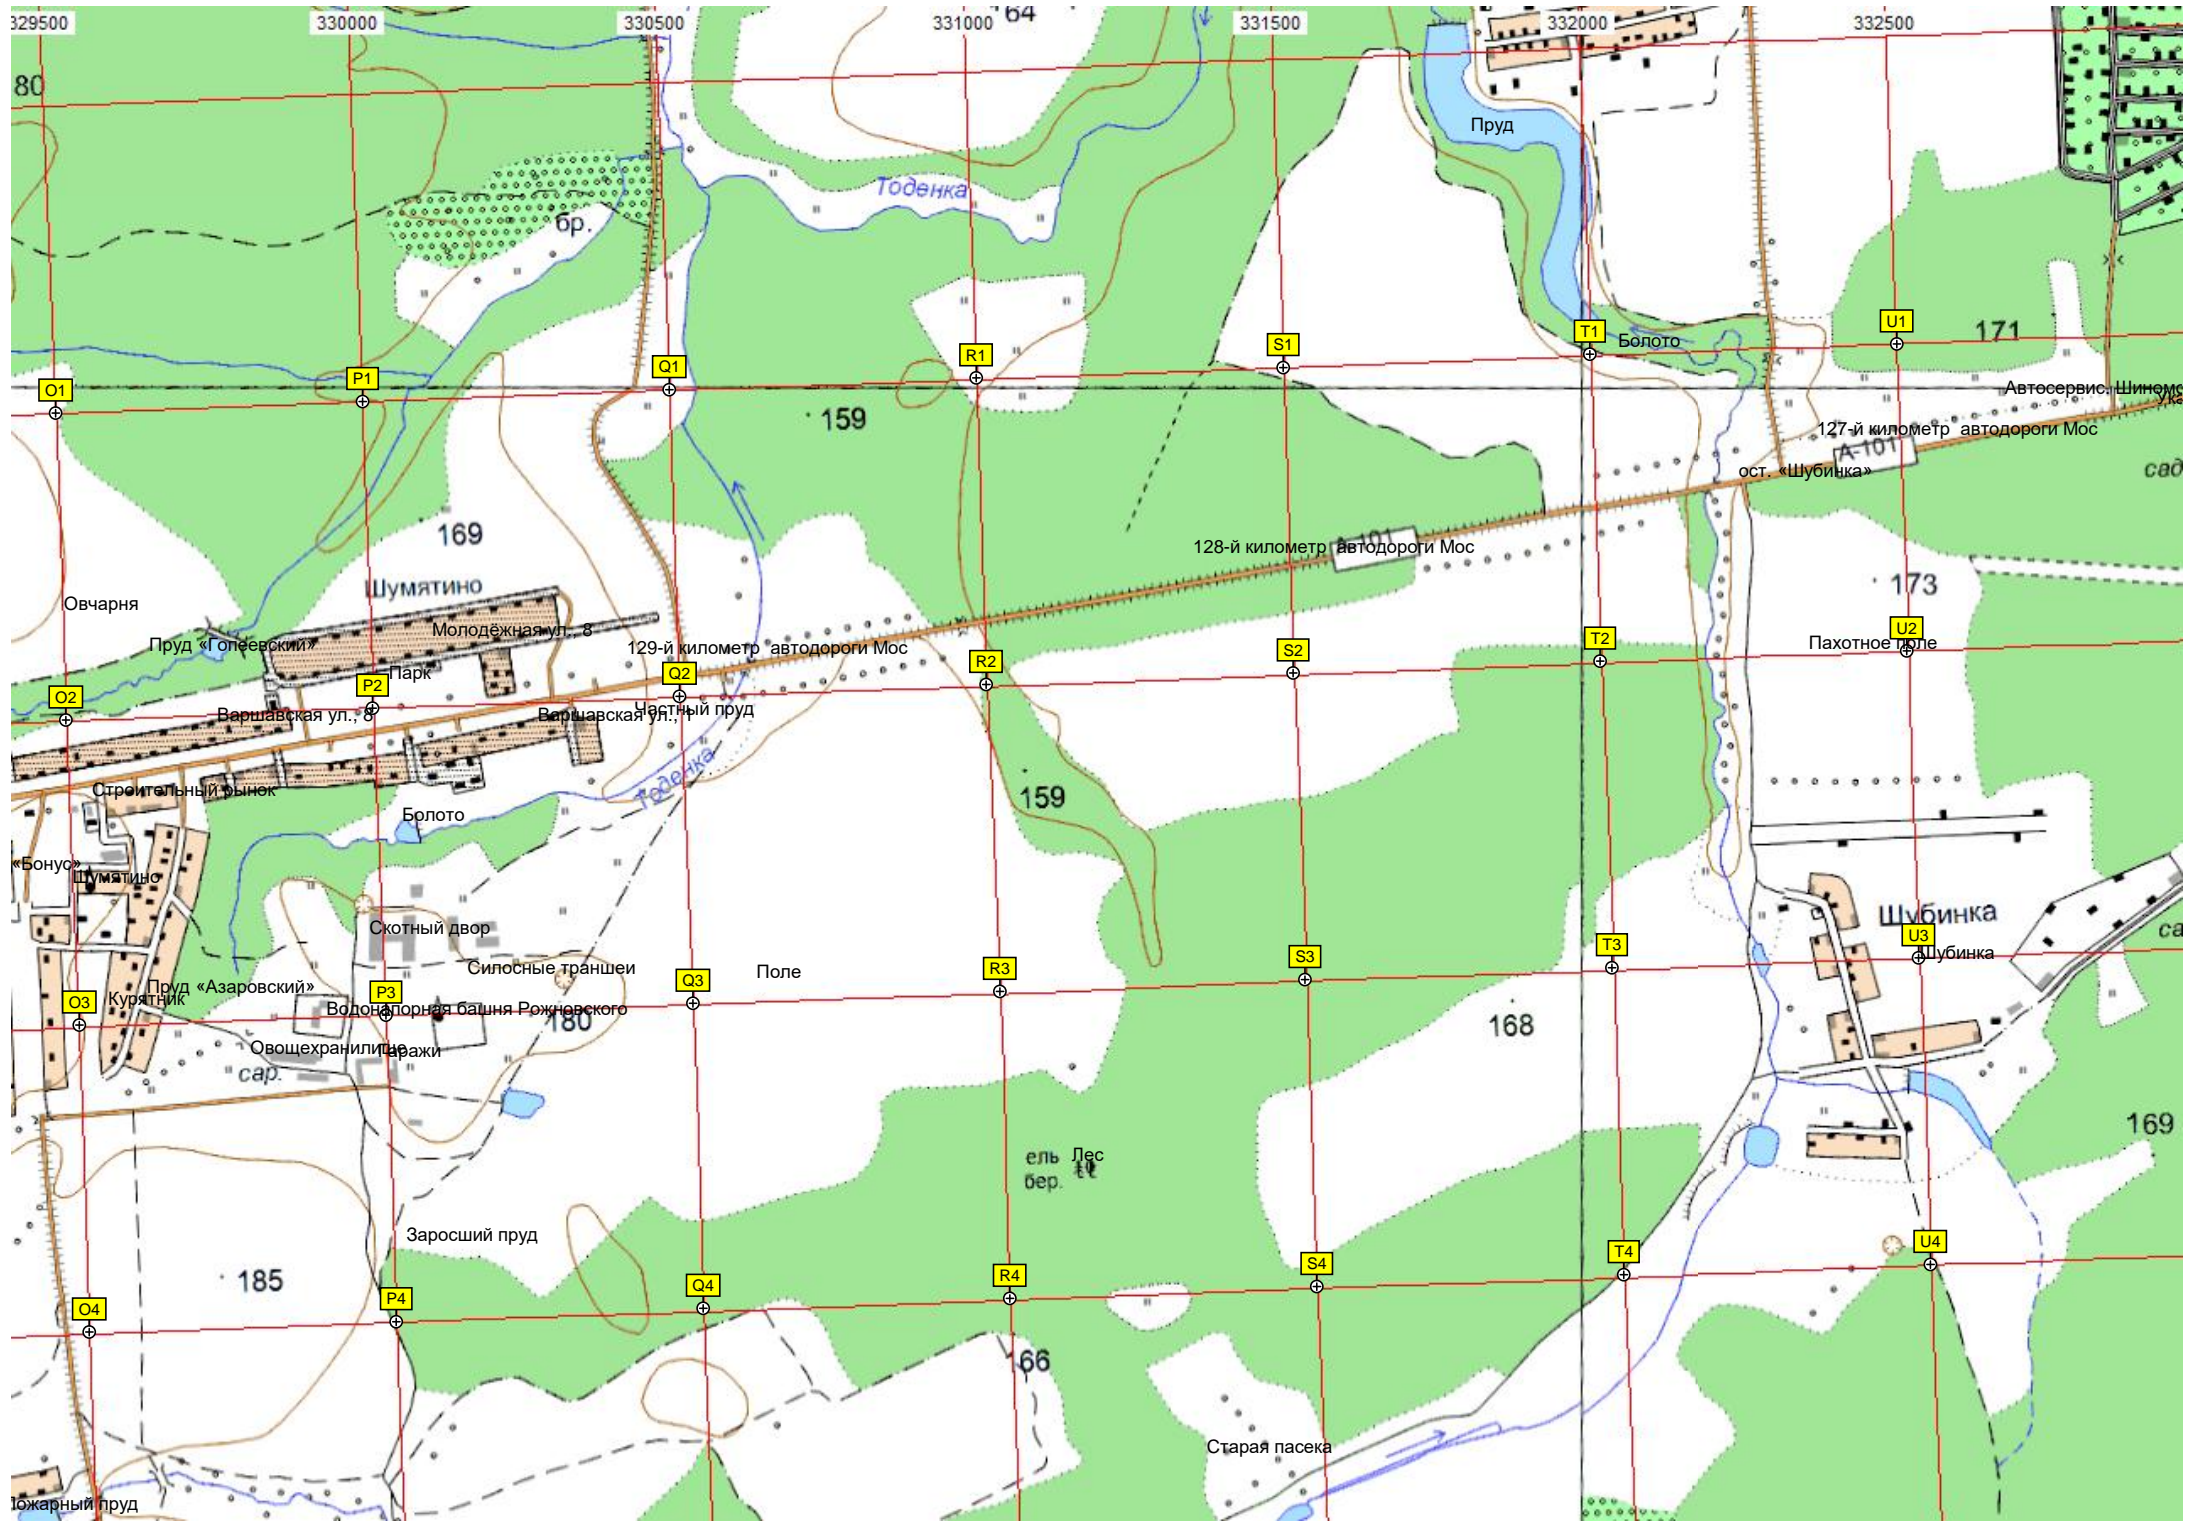 329500 330000 330500 331000 331500 332000 332500
64
80
Пруд
Тоденка
бр.
O1 P1 Q1 R1 S1 T1 U1
Болото
171
Автосервис. Шиномо
159
127-й километр автодороги Мос
А-101
ост. «Шубинка»
сад
169
128-й километр автодороги Мос
А-101
Шумятино
173
Овчарня
Молодёжная ул., 8
Пруд «Гопеевский»
129-й километр автодороги Мос
Пахотное поле
Парк
O2 P2 Q2 R2 S2 T2 U2
Варшавская ул., 8
Варшавская ул., 1
Частный пруд
Тоденка
Строительный рынок
159
Болото
«Бонус»
Шумятино
Скотный двор
Шубинка
са
Шубинка
Силосные траншеи
Поле
Пруд «Азаровский»
Курятник
O3 P3 Q3 R3 S3 T3 U3
Водонапорная башня Рожновского
180
168
Овощехранилище
Гаражи
сар.
169
ель
бер.
Лес
Заросший пруд
185
O4 P4 Q4 R4 S4 T4 U4
66
Старая пасека
Пожарный пруд